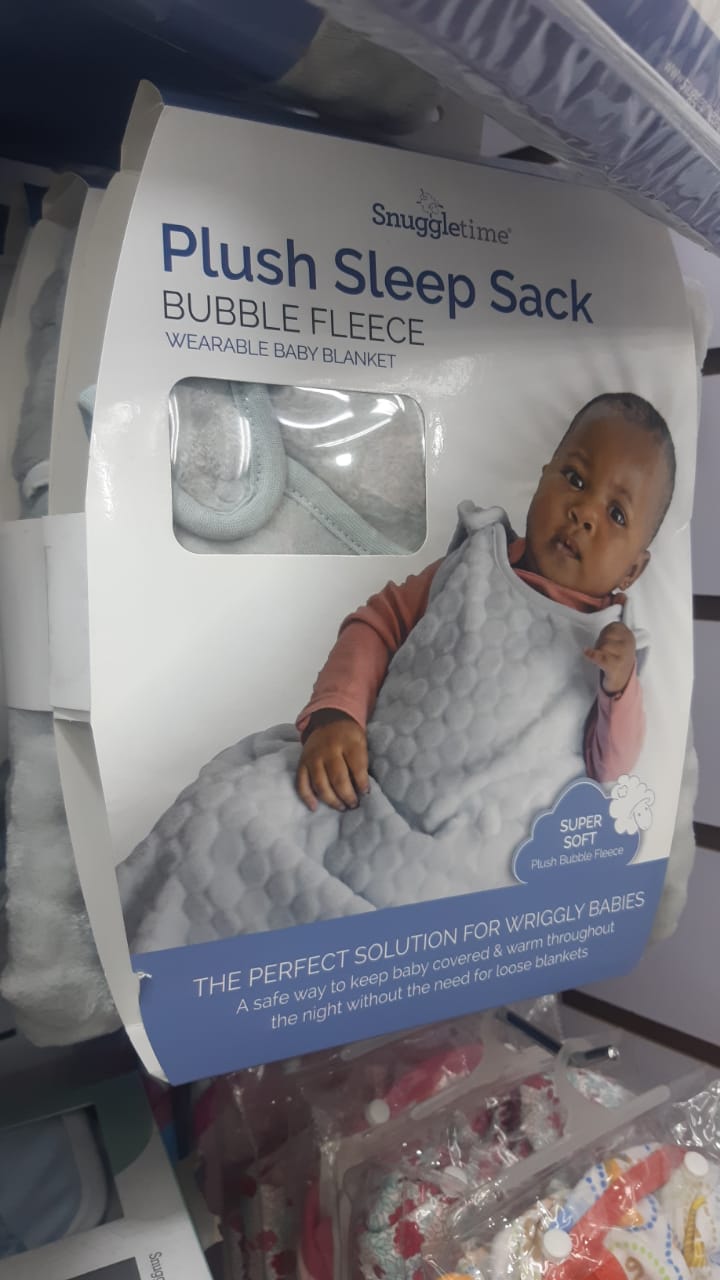 Snuggletime
Plush Sleep Sack
BUBBLE FLEECE
WEARABLE BABY BLANKET
SUPER
SOFT
Plush Bubble Fleece
THE PERFECT SOLUTION FOR WRIGGLY BABIES
A safe way to keep baby covered & warm throughout
the night without the need for loose blankets
Snug